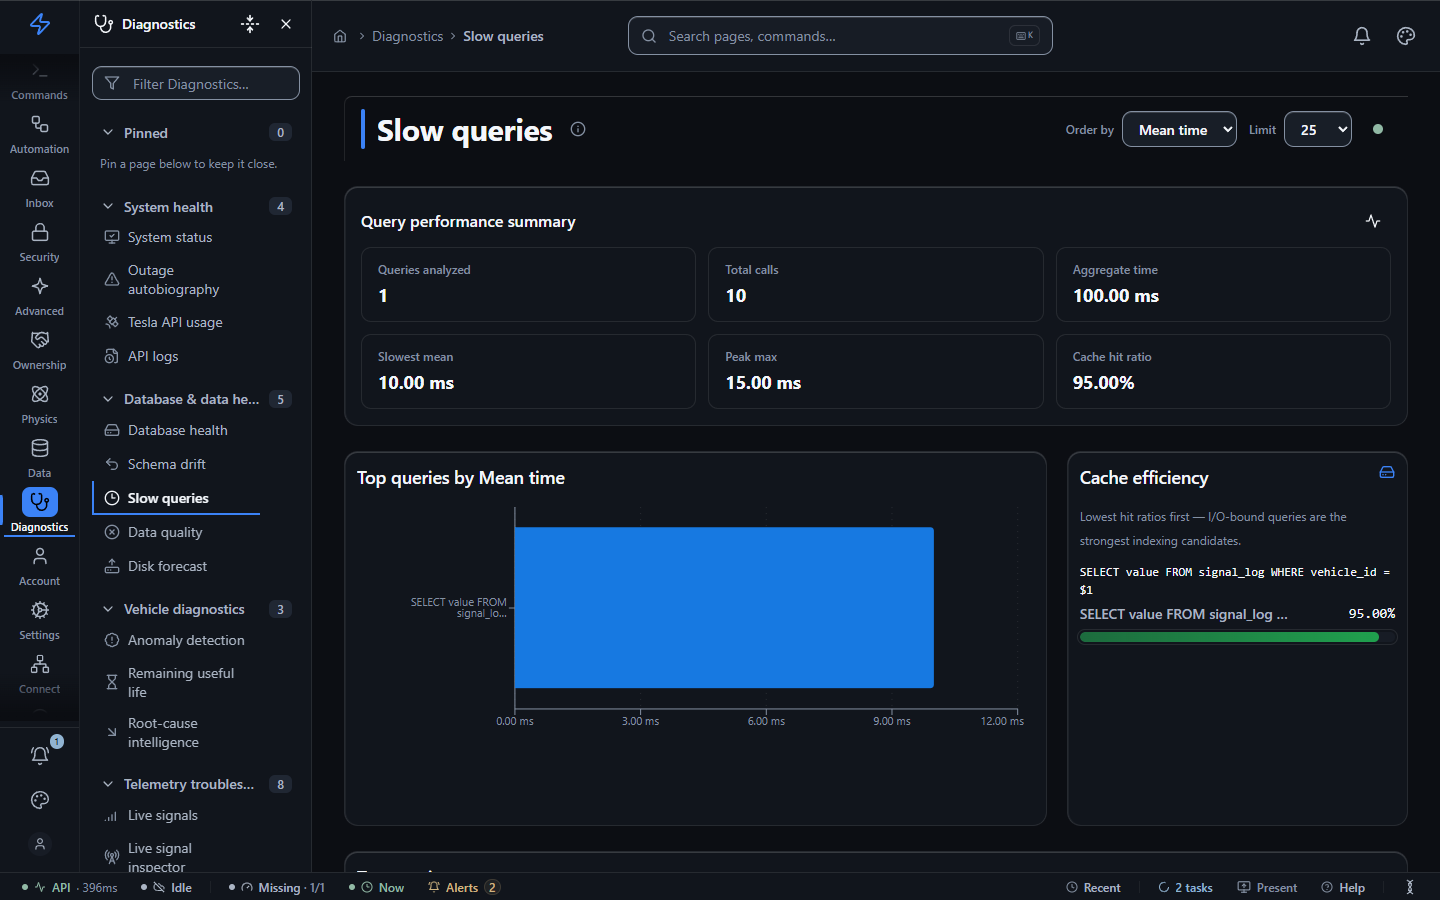 Commands
Automation
Inbox
Security
Advanced
Ownership
Physics
Data
Diagnostics
Account
Settings
Connect
1
Diagnostics
Filter Diagnostics...
Pinned 0
Pin a page below to keep it close.
System health 4
System status
Outage
autobiography
Tesla API usage
API logs
Database & data he... 5
Database health
Schema drift
Slow queries
Data quality
Disk forecast
Vehicle diagnostics 3
Anomaly detection
Remaining useful
life
Root-cause
intelligence
Telemetry troubles... 8
Live signals
Live signal
inspector
Diagnostics Slow queries
Search pages, commands... K
Slow queries
Order by Mean time Limit 25
Query performance summary
Queries analyzed
1
Total calls
10
Aggregate time
100.00 ms
Slowest mean
10.00 ms
Peak max
15.00 ms
Cache hit ratio
95.00%
Top queries by Mean time
SELECT value FROM
signal_lo...
0.00 ms 3.00 ms 6.00 ms 9.00 ms 12.00 ms
Cache efficiency
Lowest hit ratios first — I/O-bound queries are the
strongest indexing candidates.
SELECT value FROM signal_log WHERE vehicle_id =
$1
SELECT value FROM signal_log ... 95.00%
API · 396ms Idle Missing · 1/1 Now Alerts 2 Recent 2 tasks Present Help